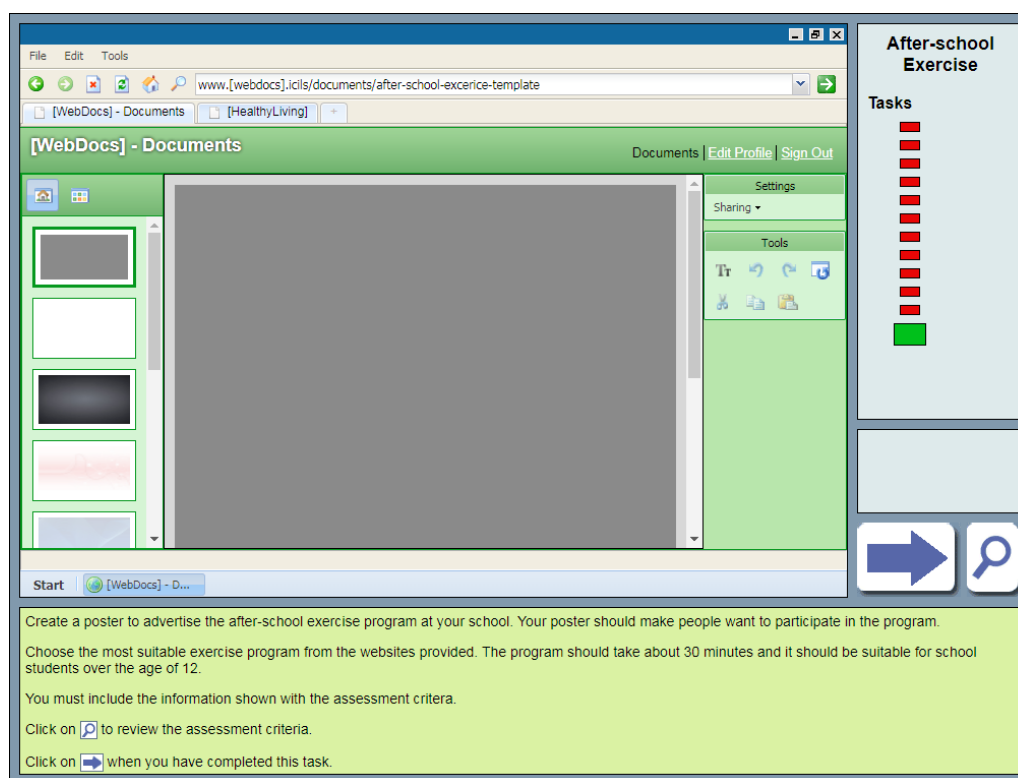 File Edit Tools
www.[webdocs].icils/documents/after-school-excerice-template
[WebDocs] - Documents [HealthyLiving] +
[WebDocs] - Documents
Documents | Edit Profile | Sign Out
Settings
Sharing
Tools
Tr
Start [WebDocs] - D...
After-school
Exercise
Tasks
Create a poster to advertise the after-school exercise program at your school. Your poster should make people want to participate in the program.
Choose the most suitable exercise program from the websites provided. The program should take about 30 minutes and it should be suitable for school
students over the age of 12.
You must include the information shown with the assessment critera.
Click on to review the assessment criteria.
Click on when you have completed this task.